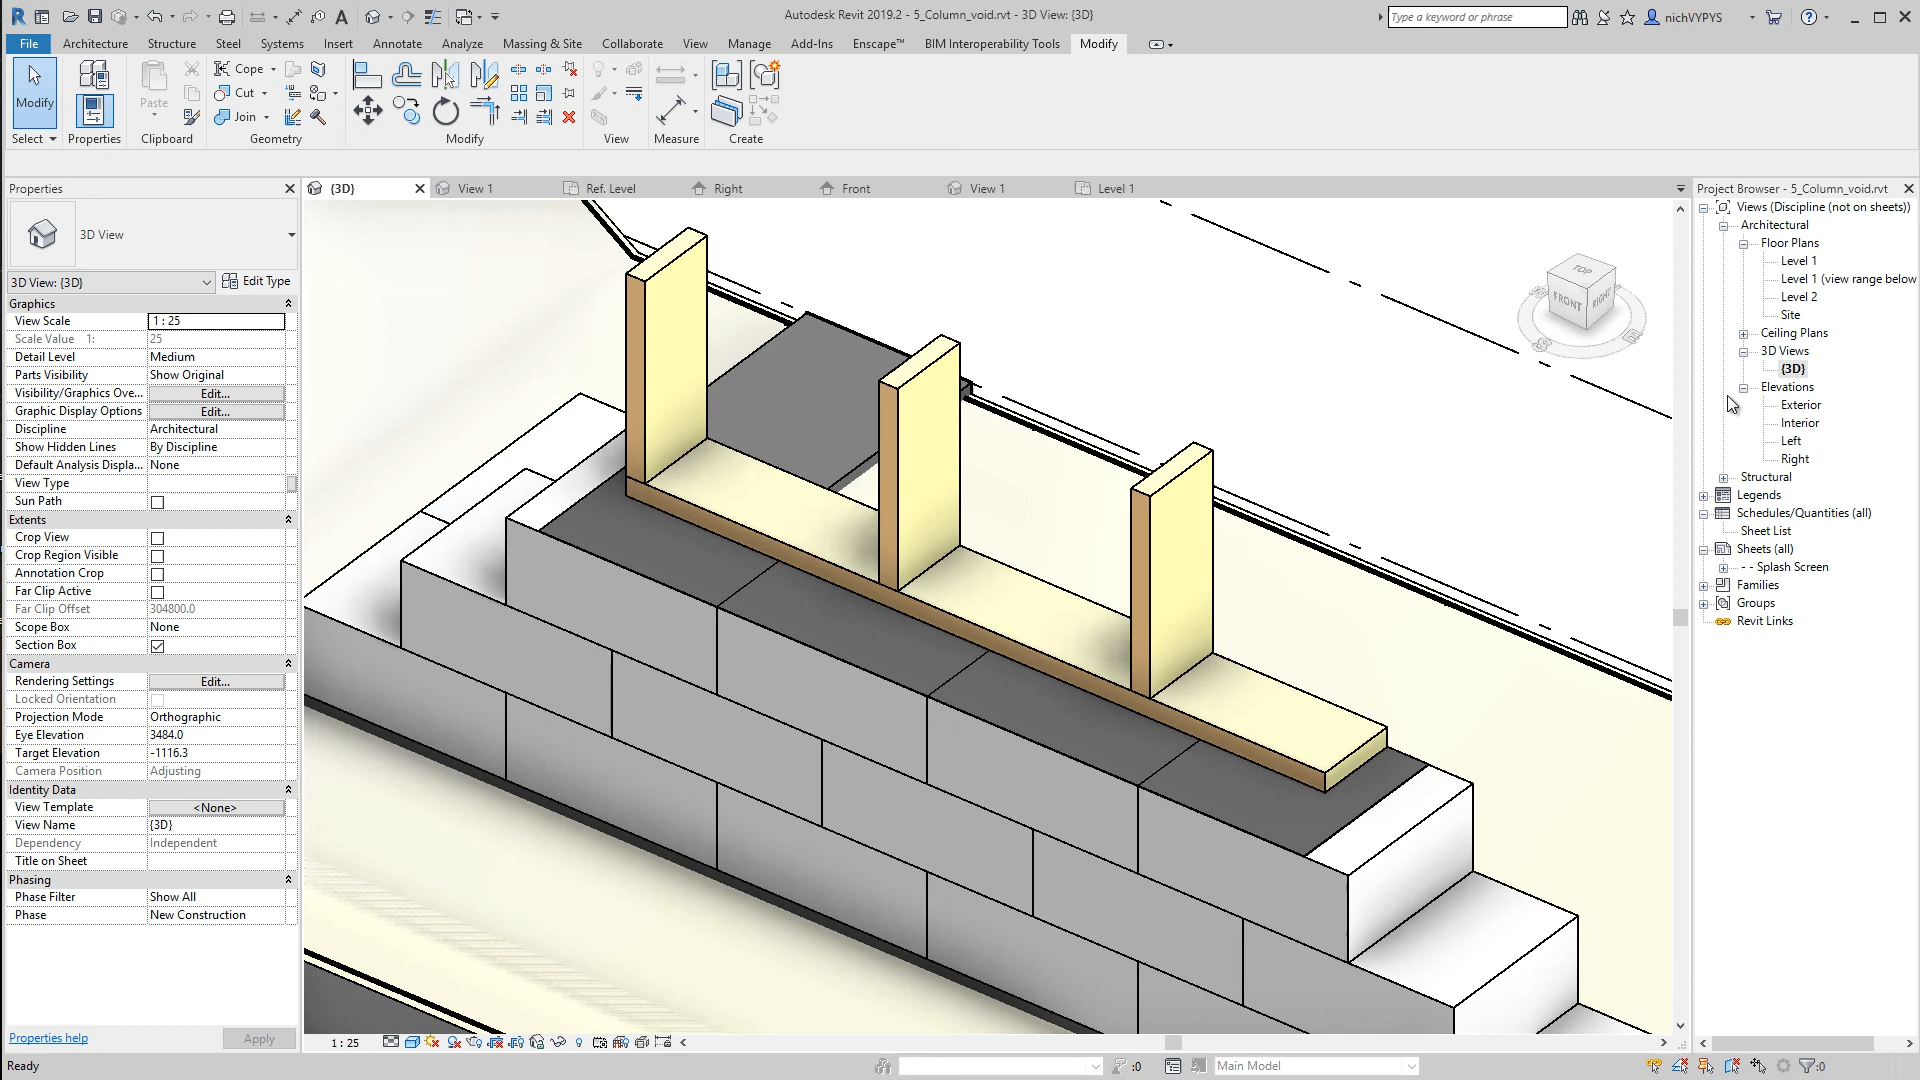 Autodesk Revit 2019.2 - 5_Column_void.rvt - 3D View: {3D}
Type a keyword or phrase
nichVYPYS
File
Architecture
Structure
Steel
Systems
Insert
Annotate
Analyze
Massing & Site
Collaborate
View
Manage
Add-Ins
Enscape™
BIM Interoperability Tools
Modify
Modify
Paste
Cope
Cut
Join
Select
Properties
Clipboard
Geometry
Modify
View
Measure
Create
Properties
{3D}
View 1
Ref. Level
Right
Front
View 1
Level 1
3D View
3D View: {3D}
Edit Type
Graphics
View Scale 1 : 25
Scale Value 1: 25
Detail Level Medium
Parts Visibility Show Original
Visibility/Graphics Ove... Edit...
Graphic Display Options Edit...
Discipline Architectural
Show Hidden Lines By Discipline
Default Analysis Displa... None
View Type
Sun Path
Extents
Crop View
Crop Region Visible
Annotation Crop
Far Clip Active
Far Clip Offset 304800.0
Scope Box None
Section Box
Camera
Rendering Settings Edit...
Locked Orientation
Projection Mode Orthographic
Eye Elevation 3484.0
Target Elevation -1116.3
Camera Position Adjusting
Identity Data
View Template <None>
View Name {3D}
Dependency Independent
Title on Sheet
Phasing
Phase Filter Show All
Phase New Construction
Properties help
Apply
TOP
FRONT
RIGHT
Project Browser - 5_Column_void.rvt
Views (Discipline (not on sheets))
Architectural
Floor Plans
Level 1
Level 1 (view range below
Level 2
Site
Ceiling Plans
3D Views
{3D}
Elevations
Exterior
Interior
Left
Right
Structural
Legends
Schedules/Quantities (all)
Sheet List
Sheets (all)
- - Splash Screen
Families
Groups
Revit Links
1 : 25
Ready
:0
Main Model
:0